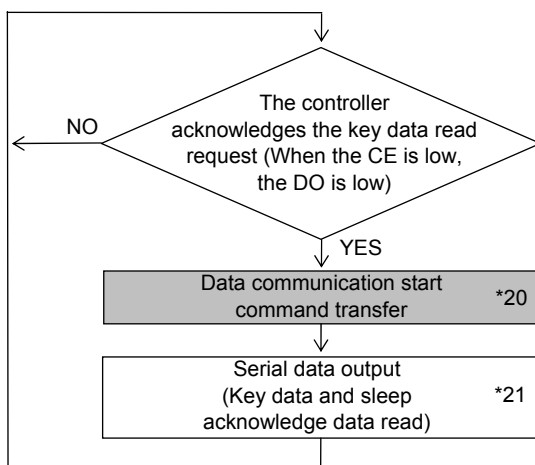 The controller
acknowledges the key data read
request (When the CE is low,
the DO is low)
NO
YES
Data communication start
command transfer
*20
Serial data output
(Key data and sleep
acknowledge data read)
*21